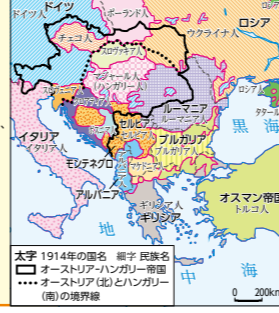 ドイツ
ドイツ人
ポーランド人
ロシア
チェコ人
ウクライナ人
スロヴァキア人
マジャール人
(ハンガリー人)
ルーマニア
ルーマニア人
ロシア人
セルビア
セルビア人
ブルガリア
ブルガリア人
黒海
イタリア
イタリア人
モンテネグロ
アルバニア
ギリシア人
ギリシア
オスマン帝国
トルコ人
地中海
太字 1914年の国名 細字 民族名
オーストリア-ハンガリー帝国
オーストリア(北)とハンガリー
(南)の境界線
0 200km